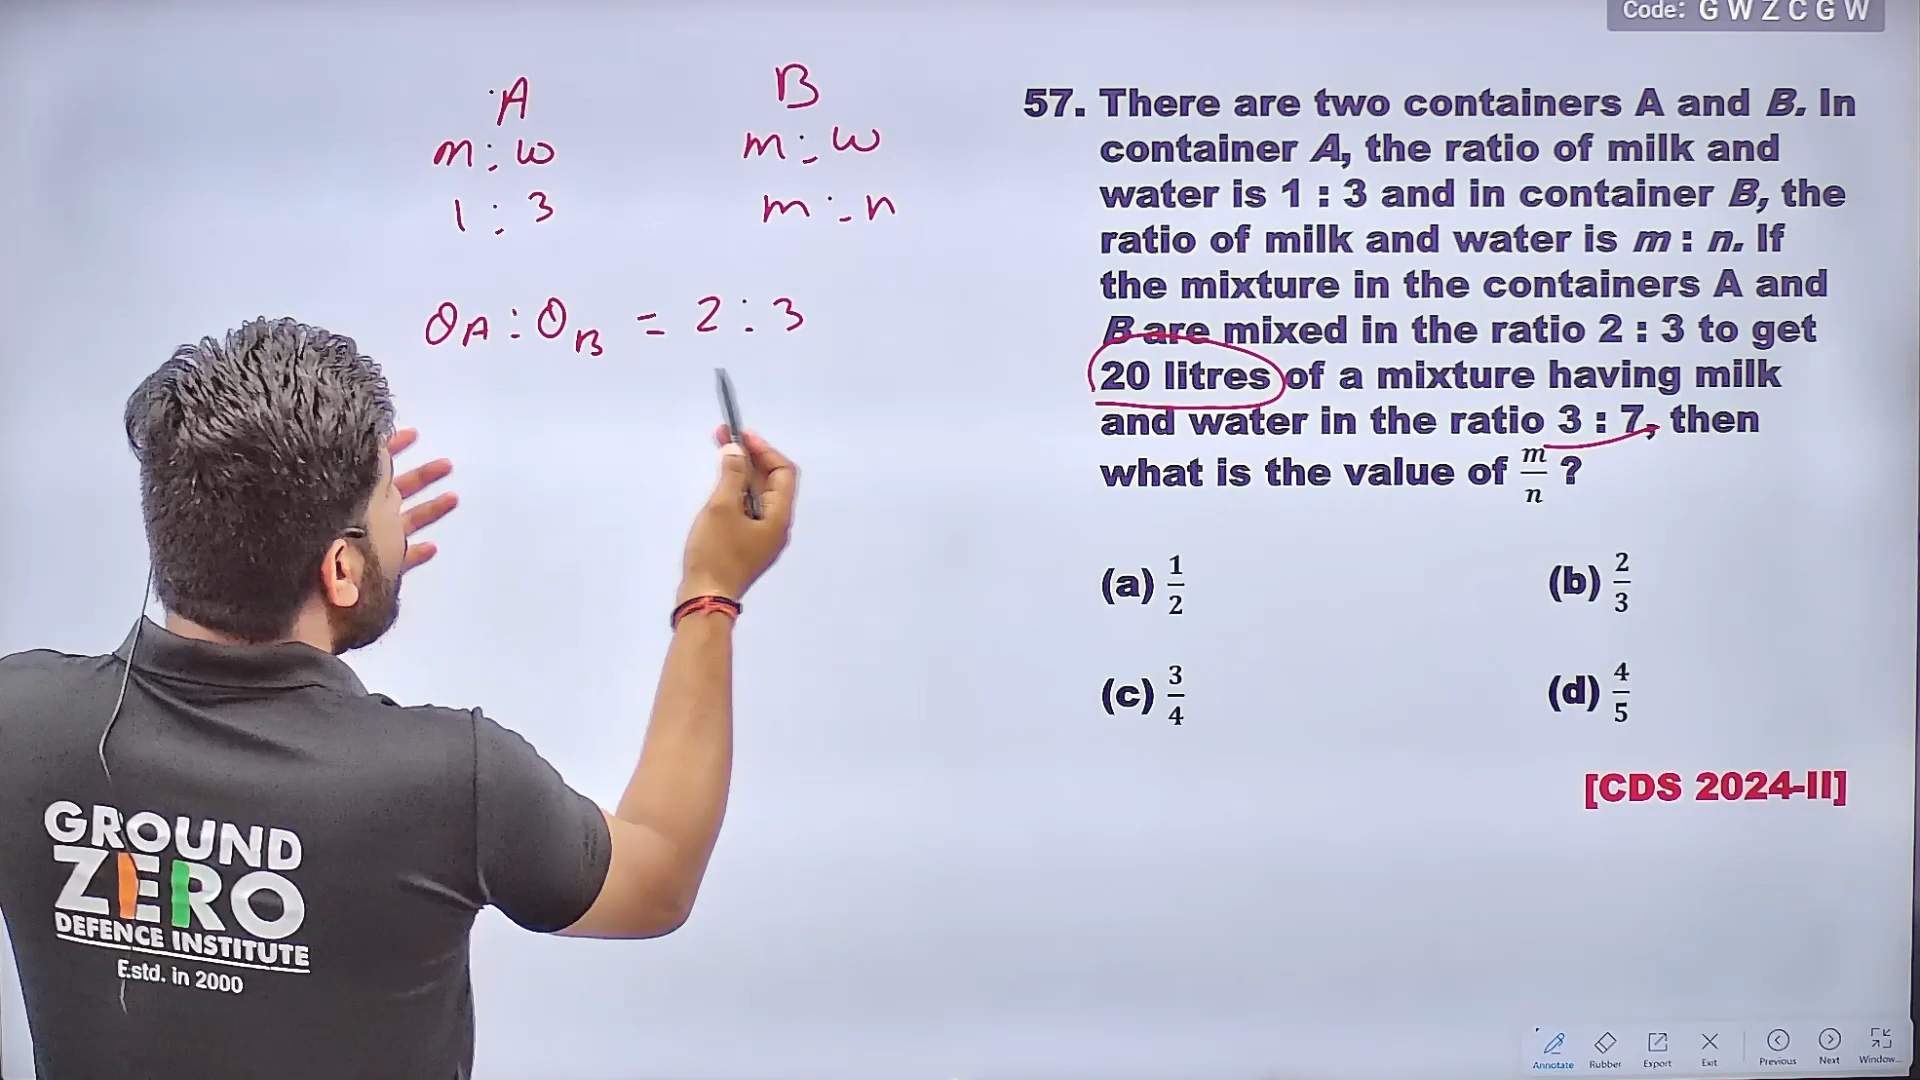 Code: G W Z C G W
A
B
m : w
m : w
1 : 3
m : n
QA : QB = 2 : 3
57. There are two containers A and B. In
container A, the ratio of milk and
water is 1 : 3 and in container B, the
ratio of milk and water is m : n. If
the mixture in the containers A and
B are mixed in the ratio 2 : 3 to get
20 litres of a mixture having milk
and water in the ratio 3 : 7, then
what is the value of m/n ?
(a) 1/2
(b) 2/3
(c) 3/4
(d) 4/5
[CDS 2024-II]
GROUND
ZERO
DEFENCE INSTITUTE
Estd. in 2000
Annotate Rubber Export Exit Previous Next Window...